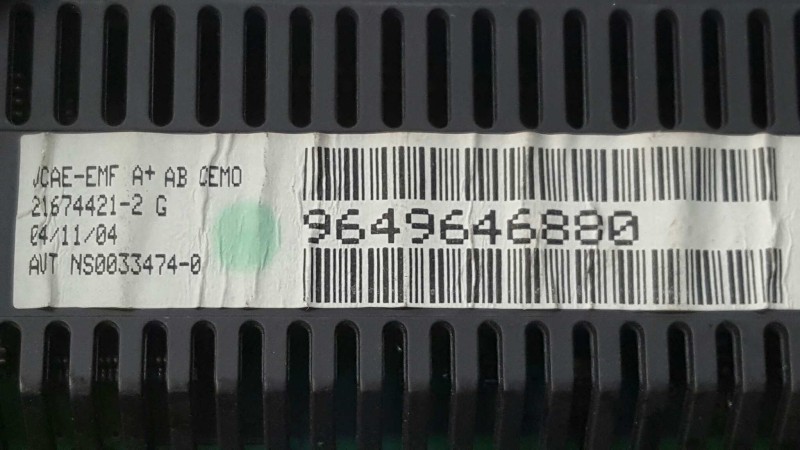 JCAE-EMF A+ AB CEMO
21674421-2 G
04/11/04
AVT NS0033474-0
9649646880